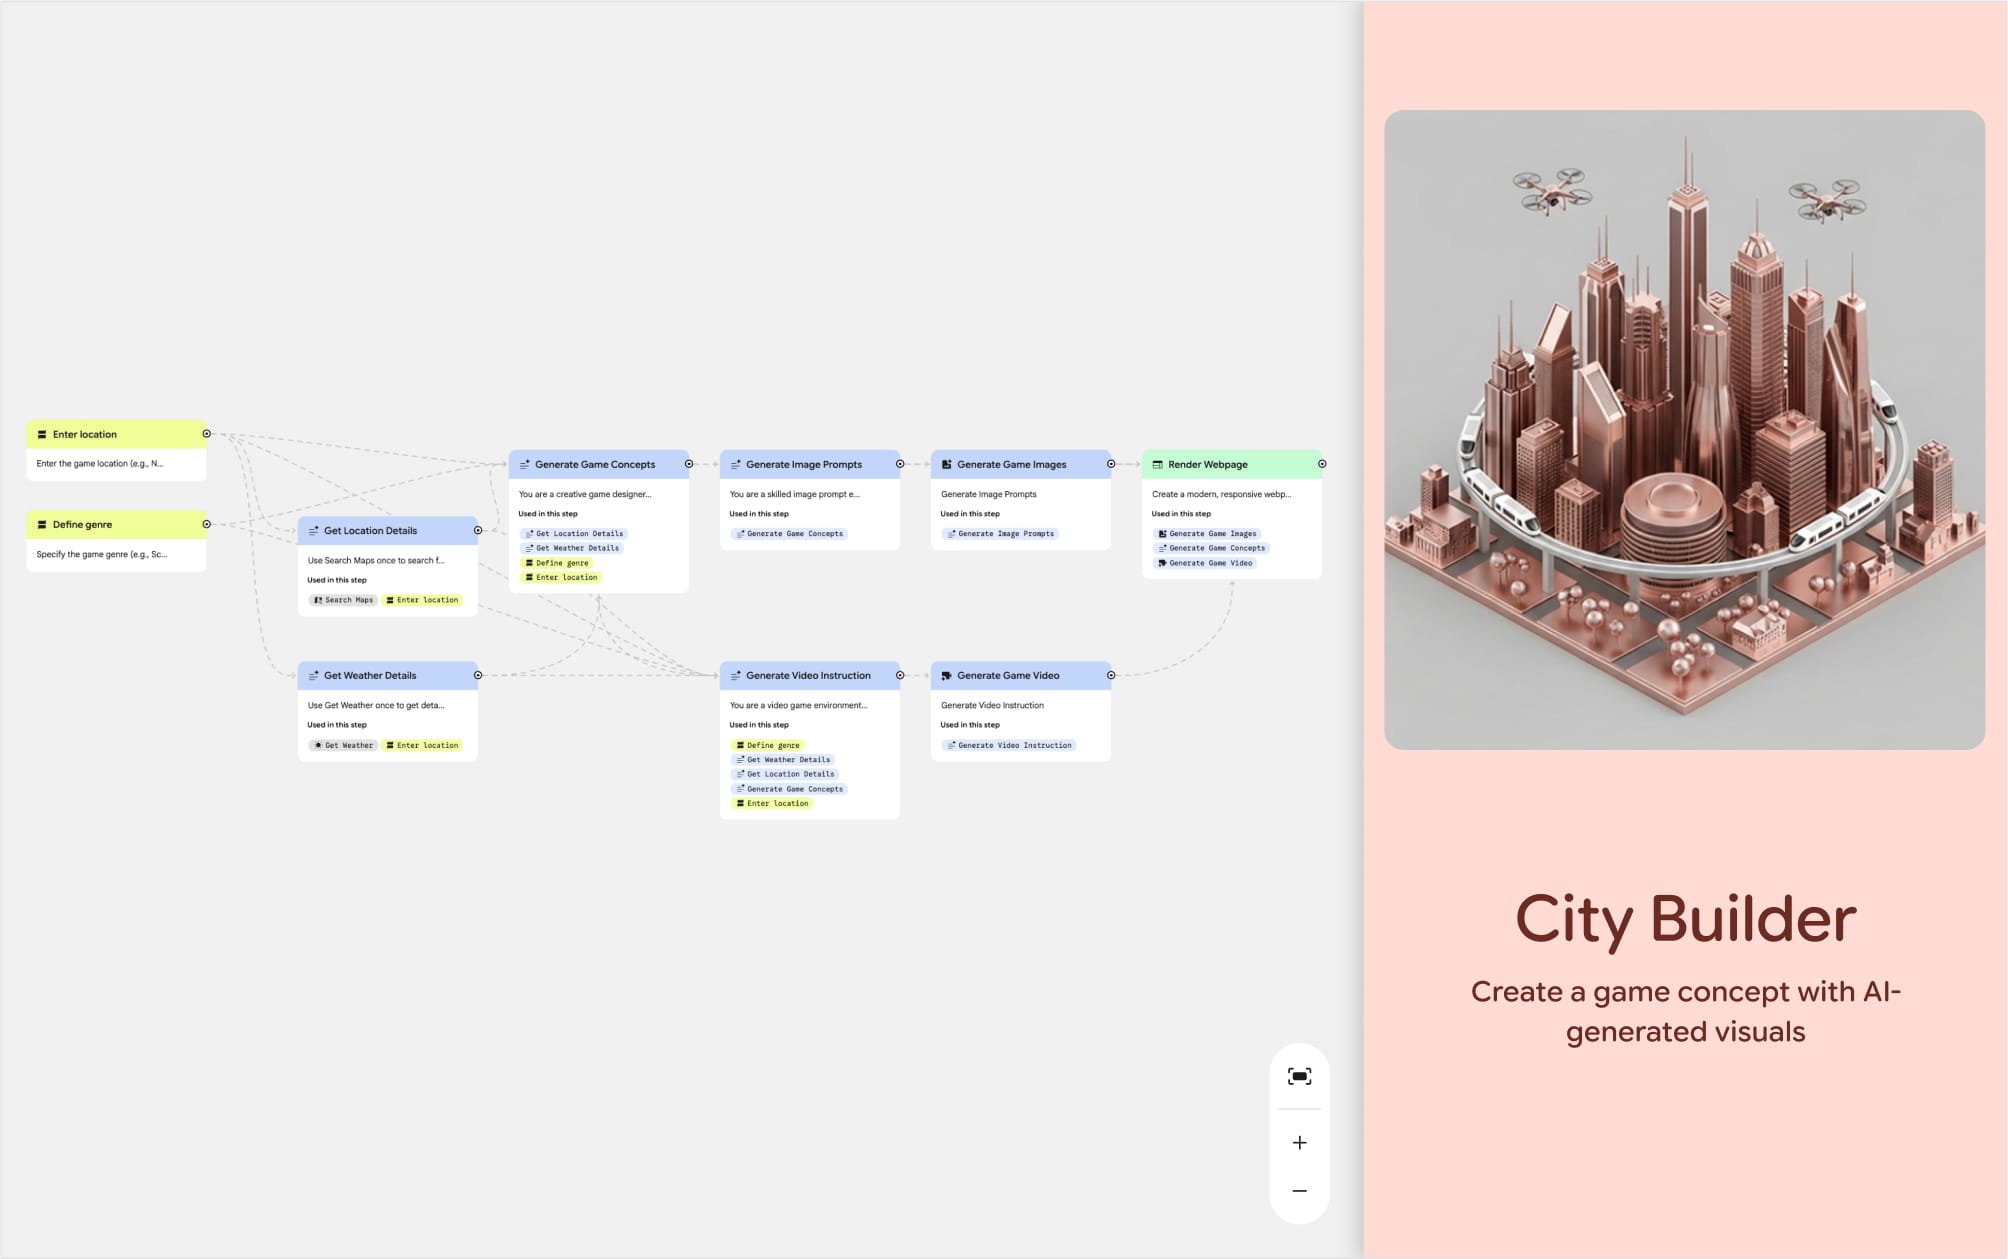 Enter location
Enter the game location (e.g., N...
Define genre
Specify the game genre (e.g., Sc...
Get Location Details
Use Search Maps once to search f...
Used in this step
Search Maps Enter location
Get Weather Details
Use Get Weather once to get deta...
Used in this step
Get Weather Enter location
Generate Game Concepts
You are a creative game designer...
Used in this step
Get Location Details
Get Weather Details
Define genre
Enter location
Generate Image Prompts
You are a skilled image prompt e...
Used in this step
Generate Game Concepts
Generate Video Instruction
You are a video game environment...
Used in this step
Define genre
Get Weather Details
Get Location Details
Generate Game Concepts
Enter location
Generate Game Images
Generate Image Prompts
Used in this step
Generate Image Prompts
Generate Game Video
Generate Video Instruction
Used in this step
Generate Video Instruction
Render Webpage
Create a modern, responsive webp...
Used in this step
Generate Game Images
Generate Game Concepts
Generate Game Video
City Builder
Create a game concept with AI-
generated visuals